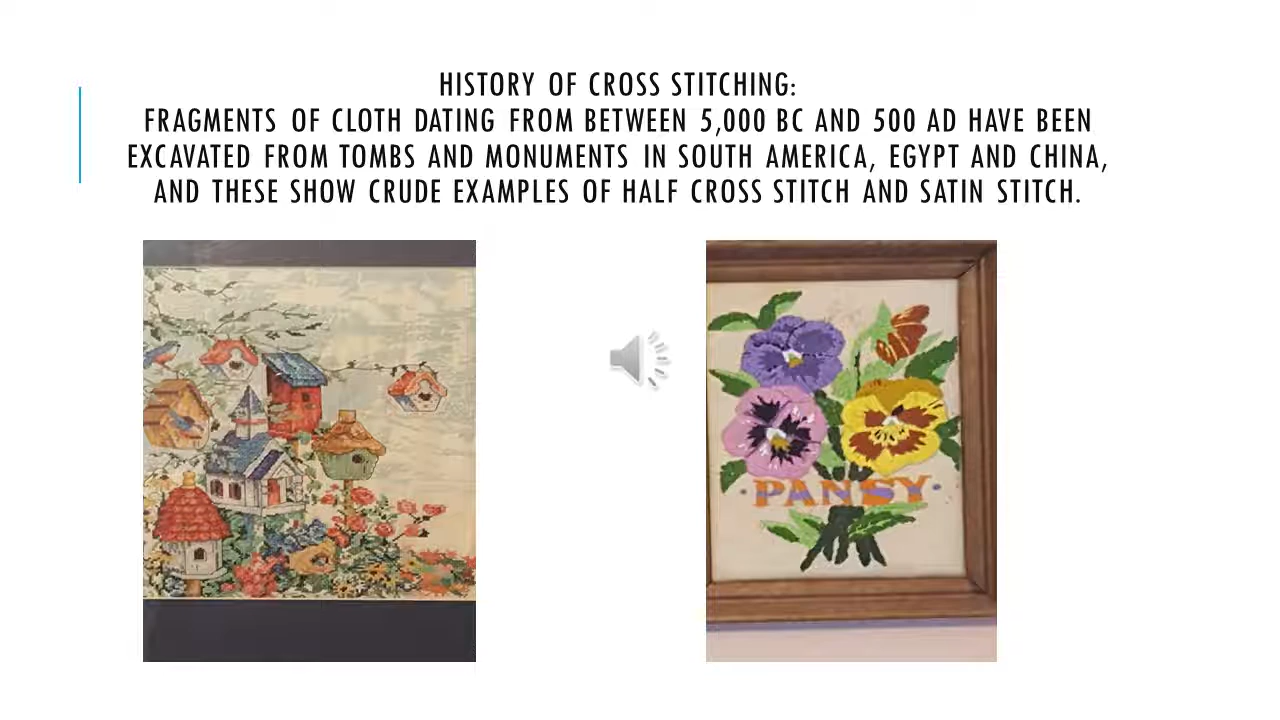 HISTORY OF CROSS STITCHING:
FRAGMENTS OF CLOTH DATING FROM BETWEEN 5,000 BC AND 500 AD HAVE BEEN
EXCAVATED FROM TOMBS AND MONUMENTS IN SOUTH AMERICA, EGYPT AND CHINA,
AND THESE SHOW CRUDE EXAMPLES OF HALF CROSS STITCH AND SATIN STITCH.
· PANSY ·